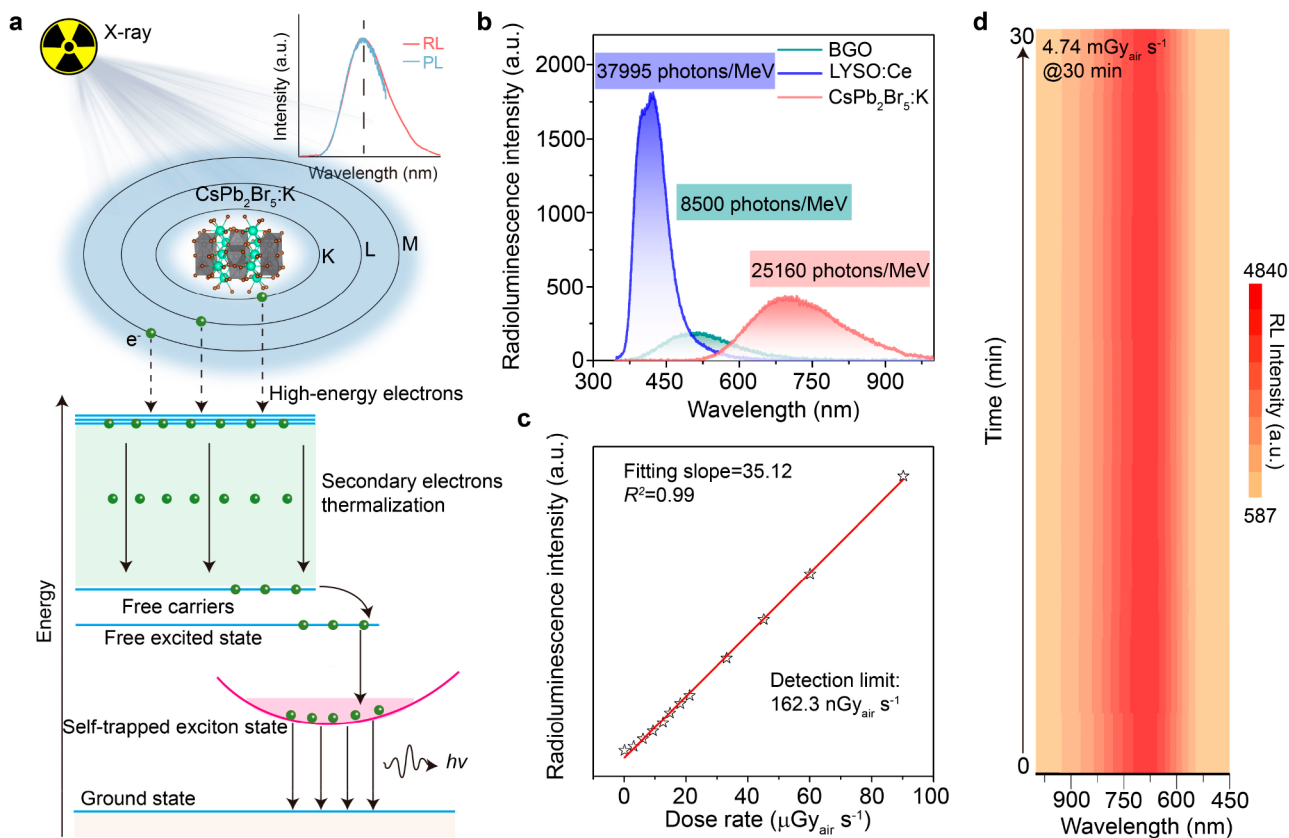 a
X-ray
RL
PL
Intensity (a.u.)
Wavelength (nm)
CsPb₂Br₅:K
K
L
M
e⁻
High-energy electrons
Secondary electrons
thermalization
Energy
Free carriers
Free excited state
Self-trapped exciton state
hν
Ground state
b
BGO
LYSO:Ce
CsPb₂Br₅:K
37995 photons/MeV
8500 photons/MeV
25160 photons/MeV
Radioluminescence intensity (a.u.)
2000
1500
1000
500
0
300
450
600
750
900
Wavelength (nm)
c
Fitting slope=35.12
R²=0.99
Detection limit:
162.3 nGyₐᵢᵣ s⁻¹
Radioluminescence intensity (a.u.)
0
20
40
60
80
100
Dose rate (μGyₐᵢᵣ s⁻¹)
d
30
4.74 mGyₐᵢᵣ s⁻¹
@30 min
Time (min)
0
900
750
600
450
Wavelength (nm)
4840
RL Intensity (a.u.)
587